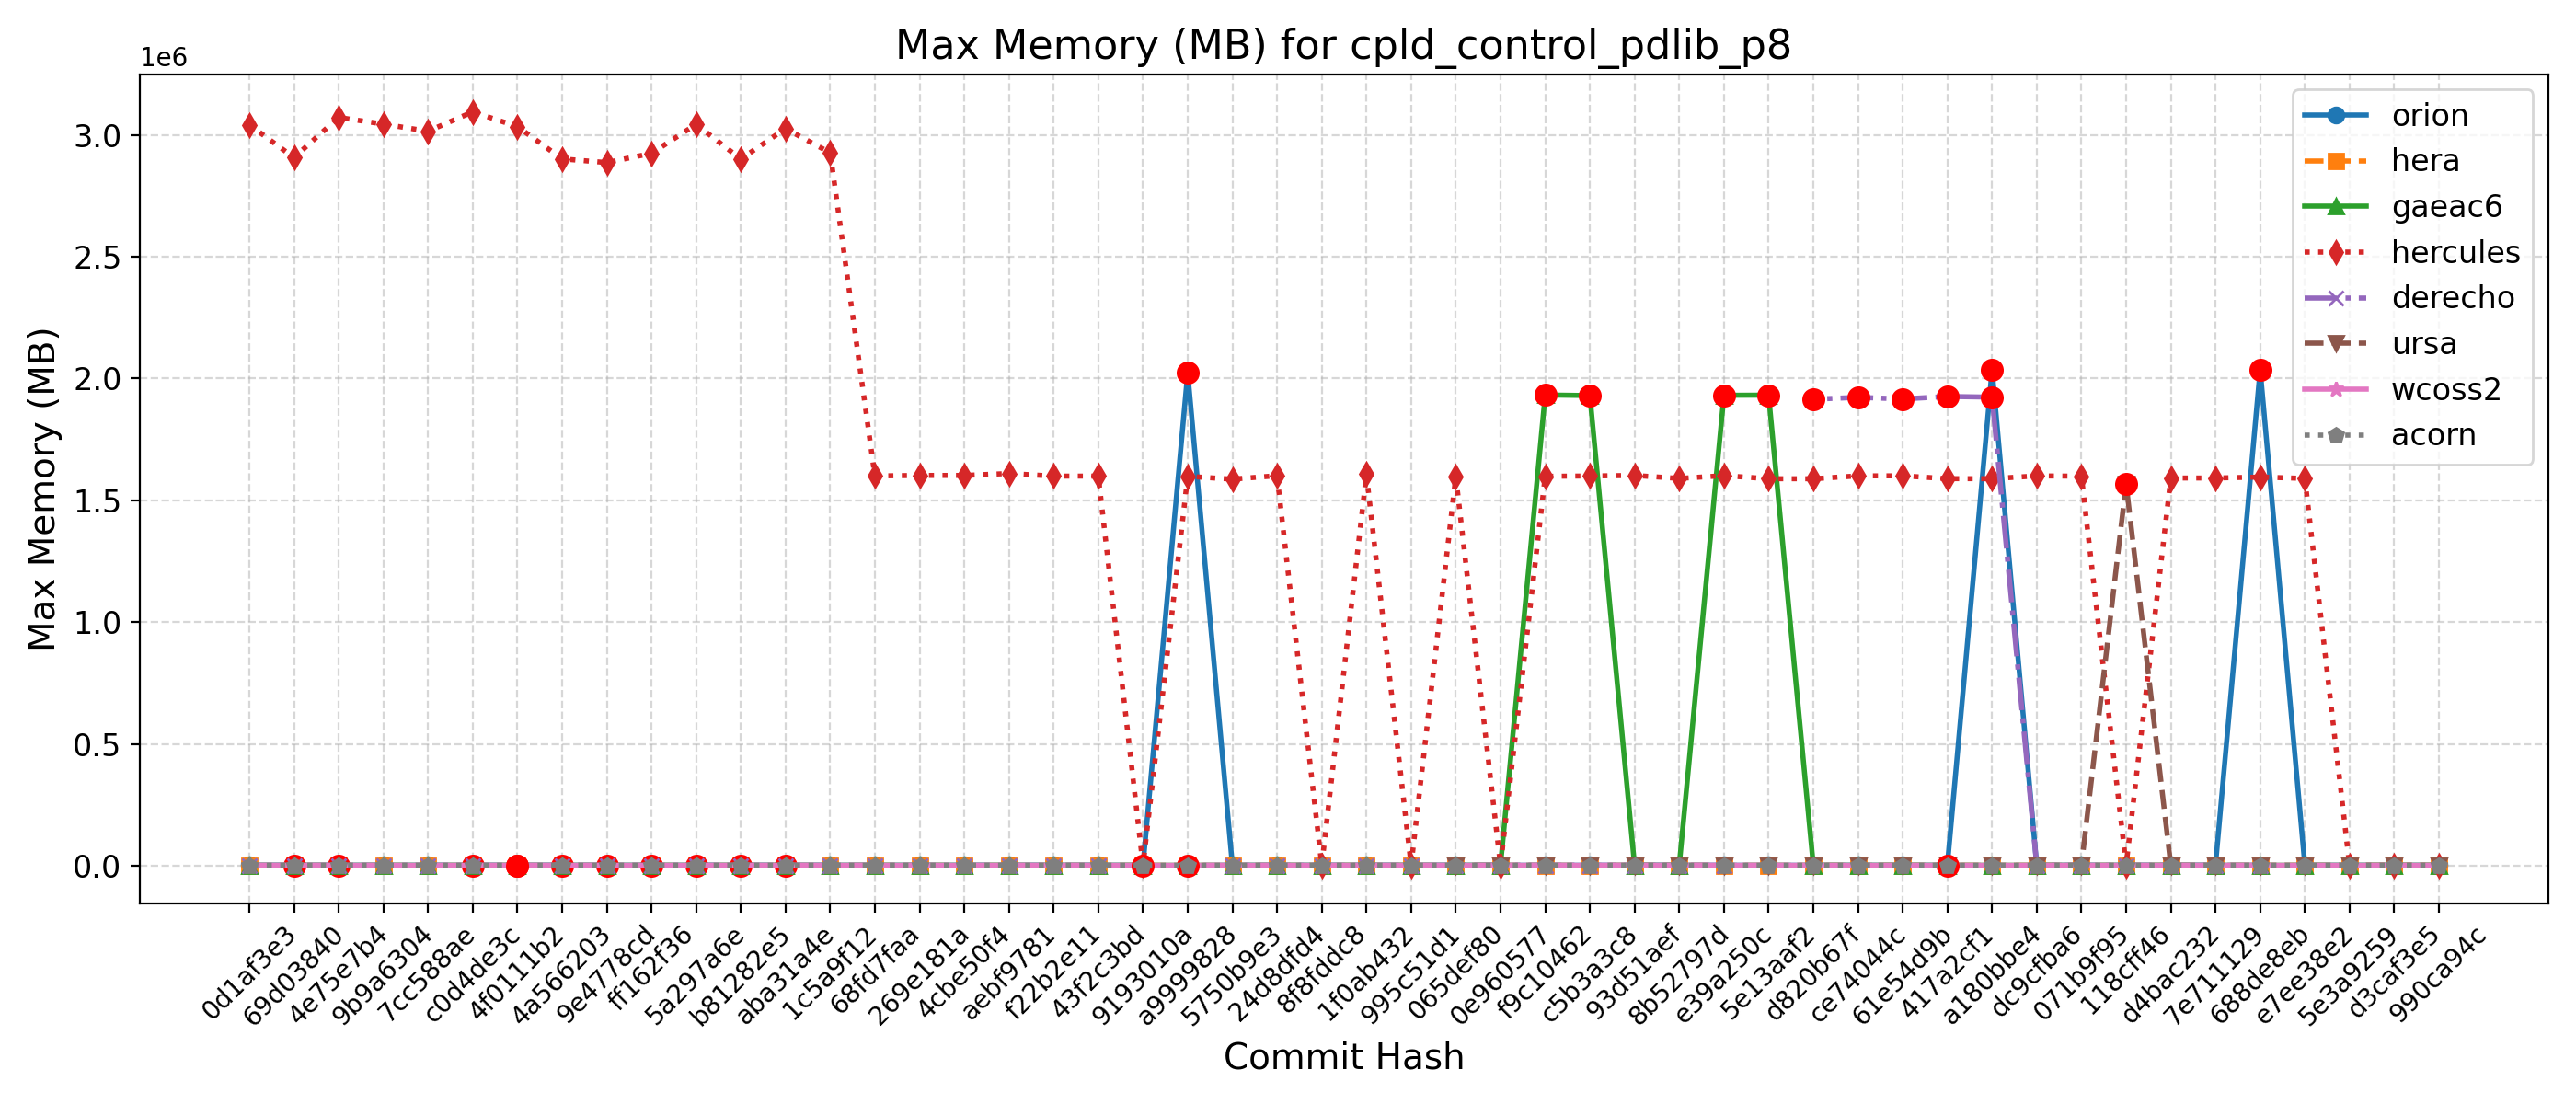 Max Memory (MB) for cpld_control_pdlib_p8
1e6
3.0
2.5
2.0
1.5
1.0
0.5
0.0
Max Memory (MB)
orion
hera
gaeac6
hercules
derecho
ursa
wcoss2
acorn
0d1af3e3
69d03840
4e75e7b4
9b9a6304
7cc588ae
c0d4de3c
4f0111b2
4a566203
9e4778cd
ff162f36
5a297a6e
b81282e5
aba31a4e
1c5a9f12
68fd7faa
269e181a
4cbe50f4
aebf9781
f22b2e11
43f2c3bd
9193010a
a9999828
5750b9e3
24d8dfd4
8f8fddc8
1f0ab432
995c51d1
065def80
0e960577
f9c10462
c5b3a3c8
93d51aef
8b52797d
e39a250c
5e13aaf2
d820b67f
ce74044c
61e54d9b
417a2cf1
a180bbe4
dc9cfba6
071b9f95
118cff46
d4bac232
7e711129
688de8eb
e7ee38e2
5e3a9259
d3caf3e5
990ca94c
Commit Hash